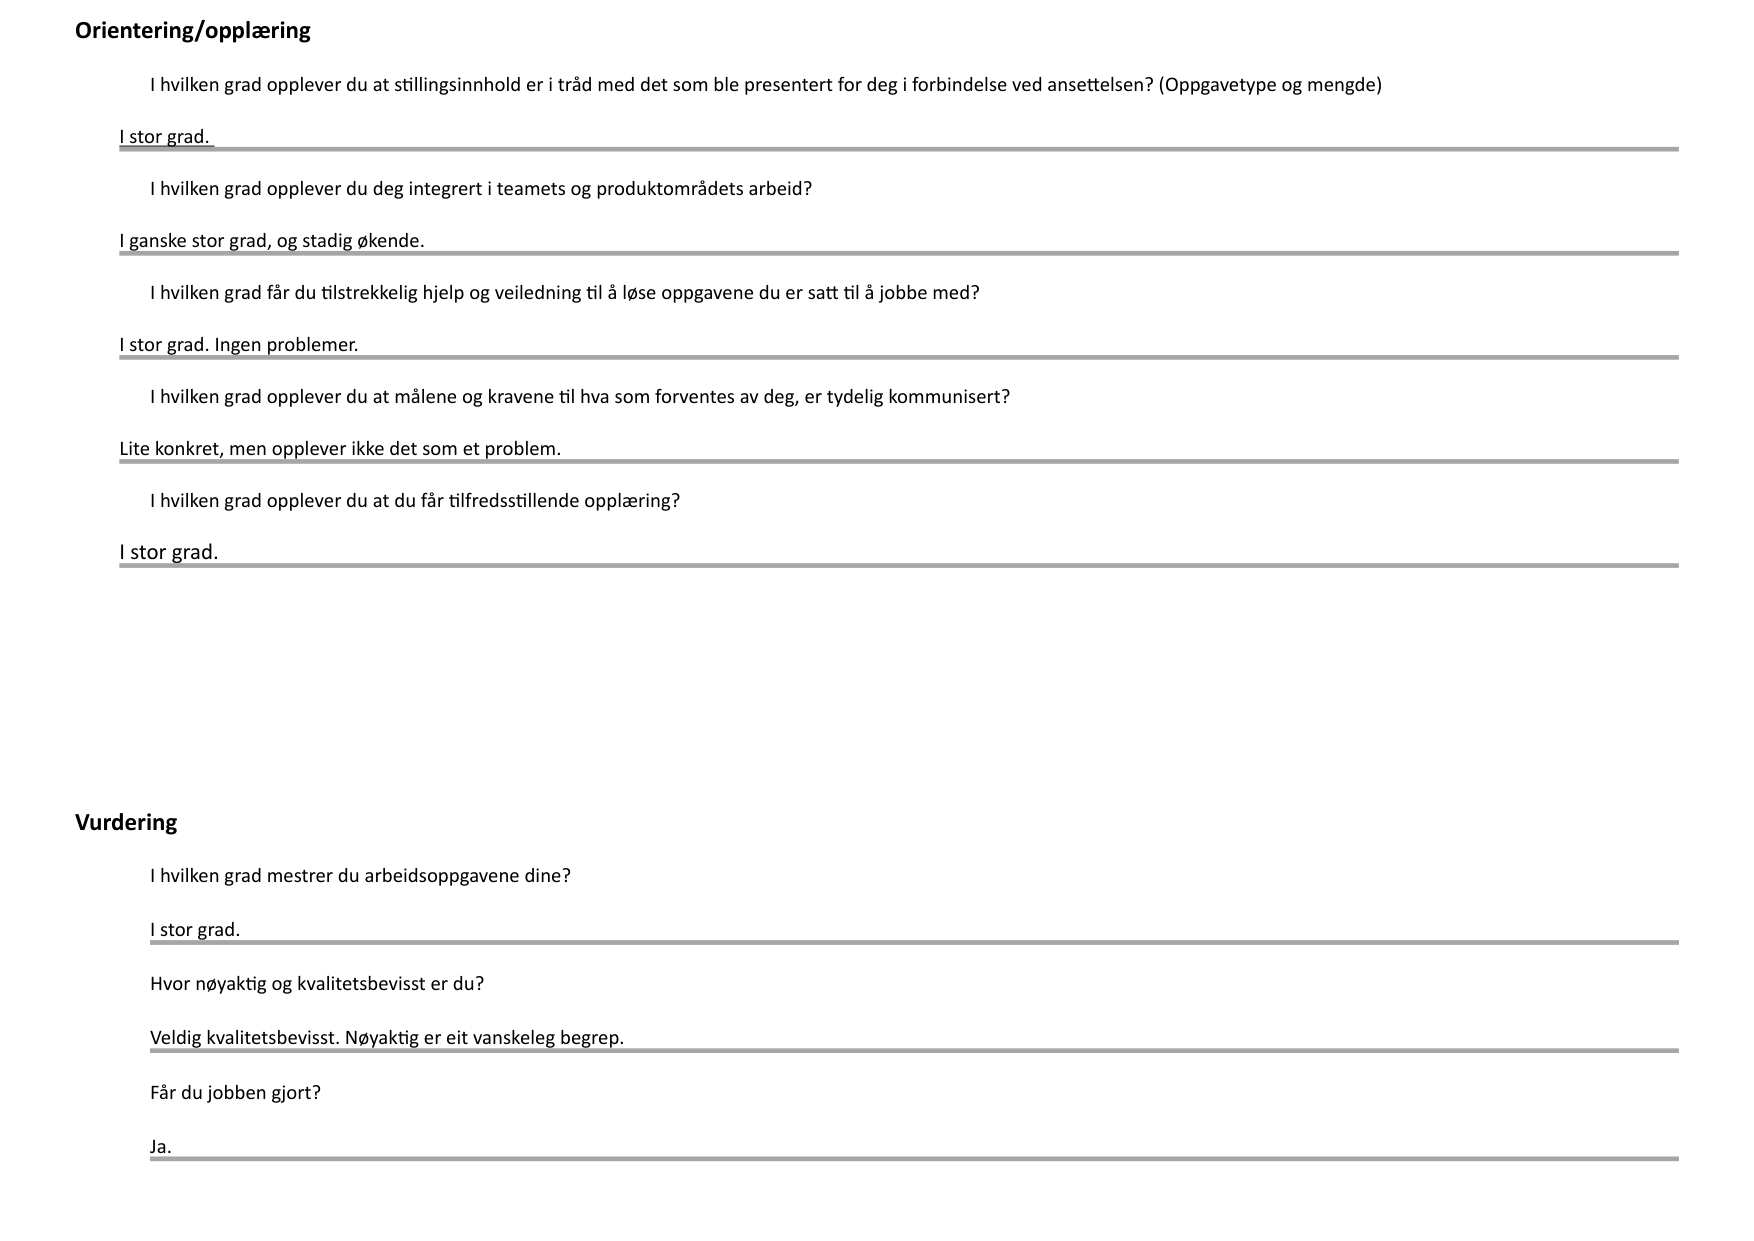 Orientering/opplæring
I hvilken grad opplever du at stillingsinnhold er i tråd med det som ble presentert for deg i forbindelse ved ansettelsen? (Oppgavetype og mengde)
I stor grad.
I hvilken grad opplever du deg integrert i teamets og produktområdets arbeid?
I ganske stor grad, og stadig økende.
I hvilken grad får du tilstrekkelig hjelp og veiledning til å løse oppgavene du er satt til å jobbe med?
I stor grad. Ingen problemer.
I hvilken grad opplever du at målene og kravene til hva som forventes av deg, er tydelig kommunisert?
Lite konkret, men opplever ikke det som et problem.
I hvilken grad opplever du at du får tilfredsstillende opplæring?
I stor grad.
Vurdering
I hvilken grad mestrer du arbeidsoppgavene dine?
I stor grad.
Hvor nøyaktig og kvalitetsbevisst er du?
Veldig kvalitetsbevisst. Nøyaktig er eit vanskeleg begrep.
Får du jobben gjort?
Ja.